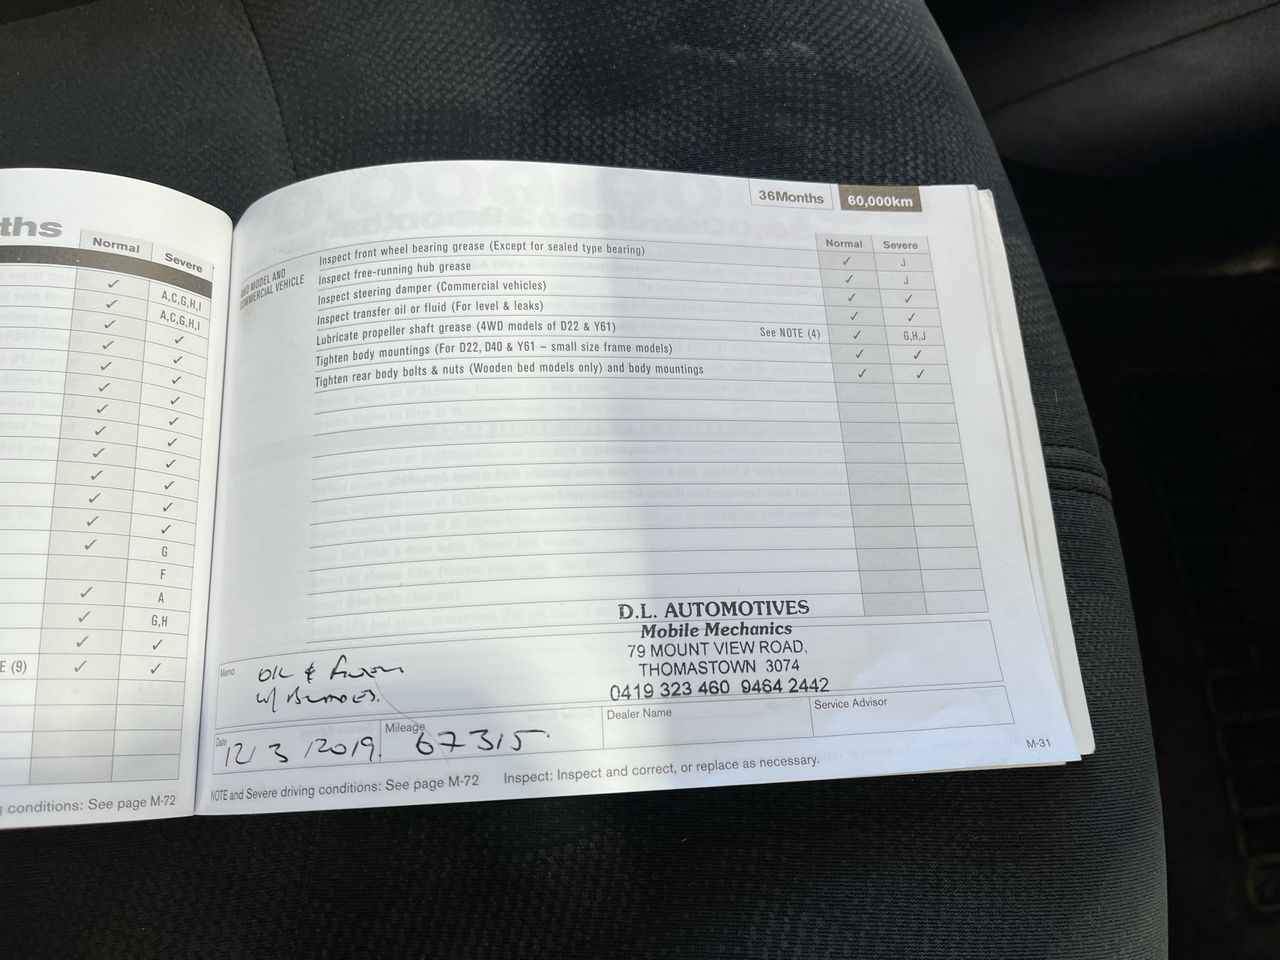 ths
Normal Severe
✓ A,C,G,H,I
✓ A,C,G,H,I
✓ ✓
✓ ✓
✓ ✓
✓ ✓
✓ ✓
✓ ✓
✓ ✓
✓ ✓
✓ ✓
✓ ✓
✓ G
F
✓ A
✓ G,H
✓ ✓
E (9) ✓ ✓
conditions: See page M-72
36Months 60,000km
Normal Severe
MODEL AND
COMMERCIAL VEHICLE
Inspect front wheel bearing grease (Except for sealed type bearing) ✓ J
Inspect free-running hub grease ✓ J
Inspect steering damper (Commercial vehicles) ✓ ✓
Inspect transfer oil or fluid (For level & leaks) ✓ ✓
Lubricate propeller shaft grease (4WD models of D22 & Y61) See NOTE (4) ✓ G,H,J
Tighten body mountings (For D22, D40 & Y61 – small size frame models) ✓ ✓
Tighten rear body bolts & nuts (Wooden bed models only) and body mountings ✓ ✓
D.L. AUTOMOTIVES
Mobile Mechanics
79 MOUNT VIEW ROAD,
THOMASTOWN 3074
0419 323 460 9464 2442
Memo OIL &
W/ BLADES.
Date 12/3/2019 Mileage 67315 Dealer Name Service Advisor
NOTE and Severe driving conditions: See page M-72 Inspect: Inspect and correct, or replace as necessary.
M-31